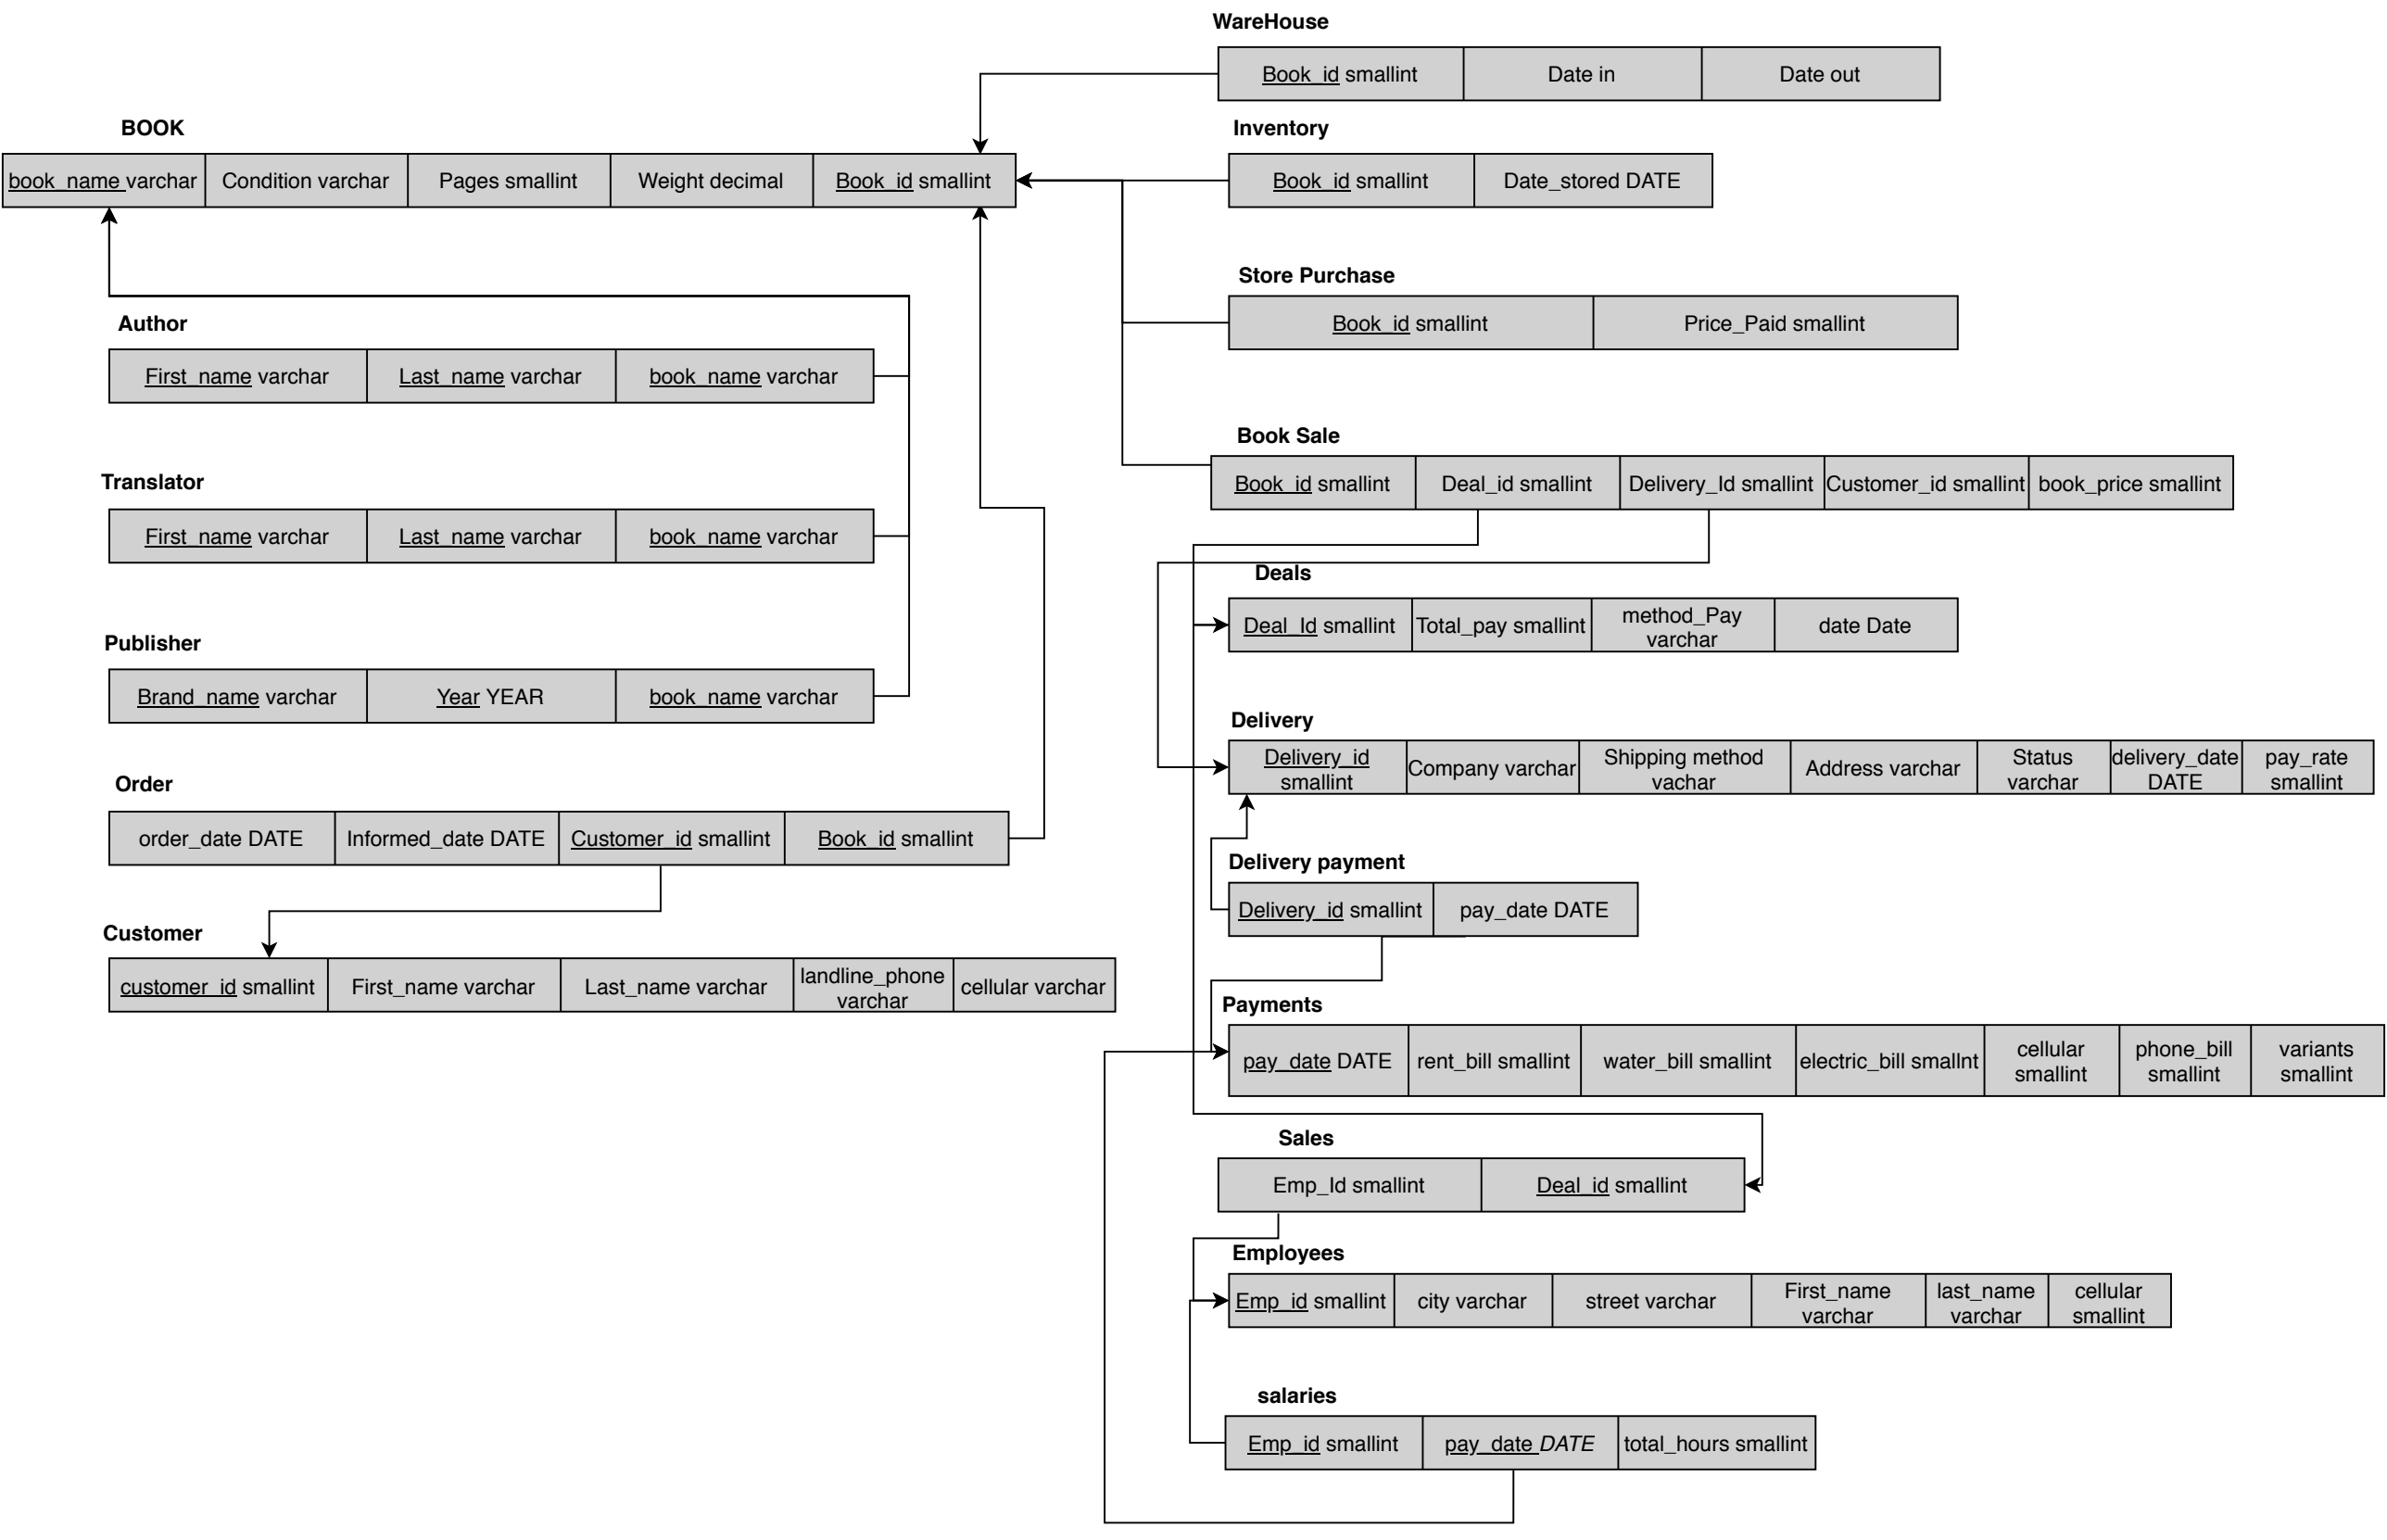 WareHouse
Book_id smallint
Date in
Date out
BOOK
book_name varchar
Condition varchar
Pages smallint
Weight decimal
Book_id smallint
Inventory
Book_id smallint
Date_stored DATE
Store Purchase
Book_id smallint
Price_Paid smallint
Author
First_name varchar
Last_name varchar
book_name varchar
Book Sale
Book_id smallint
Deal_id smallint
Delivery_Id smallint
Customer_id smallint
book_price smallint
Translator
First_name varchar
Last_name varchar
book_name varchar
Deals
Deal_Id smallint
Total_pay smallint
method_Pay
varchar
date Date
Publisher
Brand_name varchar
Year YEAR
book_name varchar
Delivery
Delivery_id
smallint
Company varchar
Shipping method
vachar
Address varchar
Status
varchar
delivery_date
DATE
pay_rate
smallint
Order
order_date DATE
Informed_date DATE
Customer_id smallint
Book_id smallint
Delivery payment
Delivery_id smallint
pay_date DATE
Customer
customer_id smallint
First_name varchar
Last_name varchar
landline_phone
varchar
cellular varchar
Payments
pay_date DATE
rent_bill smallint
water_bill smallint
electric_bill smallnt
cellular
smallint
phone_bill
smallint
variants
smallint
Sales
Emp_Id smallint
Deal_id smallint
Employees
Emp_id smallint
city varchar
street varchar
First_name
varchar
last_name
varchar
cellular
smallint
salaries
Emp_id smallint
pay_date DATE
total_hours smallint